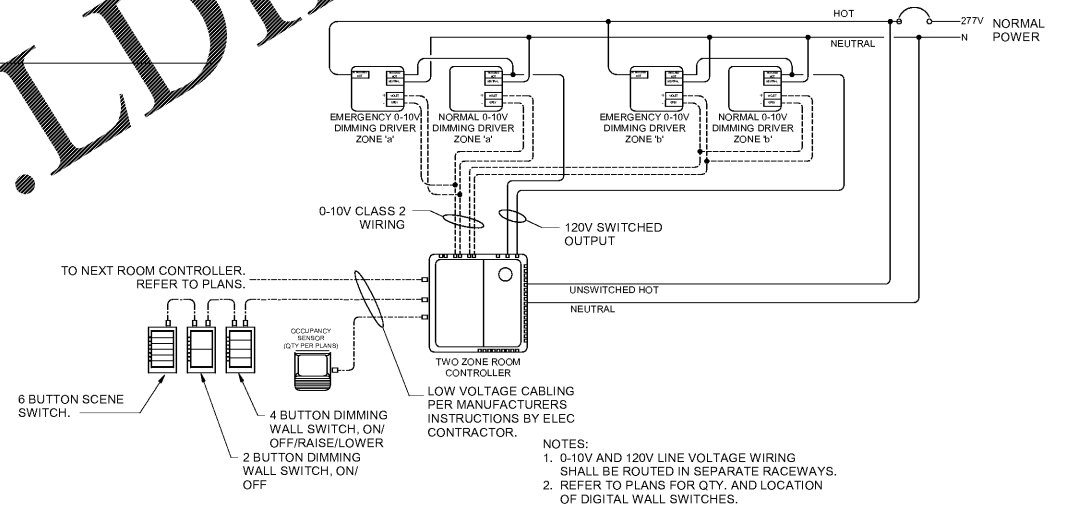 .LDI
HOT
277V
NORMAL
POWER
NEUTRAL
N
EMERGENCY 0-10V
DIMMING DRIVER
ZONE 'a'
NORMAL 0-10V
DIMMING DRIVER
ZONE 'a'
EMERGENCY 0-10V
DIMMING DRIVER
ZONE 'b'
NORMAL 0-10V
DIMMING DRIVER
ZONE 'b'
0-10V CLASS 2
WIRING
120V SWITCHED
OUTPUT
TO NEXT ROOM CONTROLLER.
REFER TO PLANS.
UNSWITCHED HOT
NEUTRAL
OCCUPANCY
SENSOR
(QTY PER PLANS)
TWO ZONE ROOM
CONTROLLER
6 BUTTON SCENE
SWITCH.
LOW VOLTAGE CABLING
PER MANUFACTURERS
INSTRUCTIONS BY ELEC
CONTRACTOR.
4 BUTTON DIMMING
WALL SWITCH, ON/
OFF/RAISE/LOWER
2 BUTTON DIMMING
WALL SWITCH, ON/
OFF
NOTES:
1. 0-10V AND 120V LINE VOLTAGE WIRING
SHALL BE ROUTED IN SEPARATE RACEWAYS.
2. REFER TO PLANS FOR QTY. AND LOCATION
OF DIGITAL WALL SWITCHES.